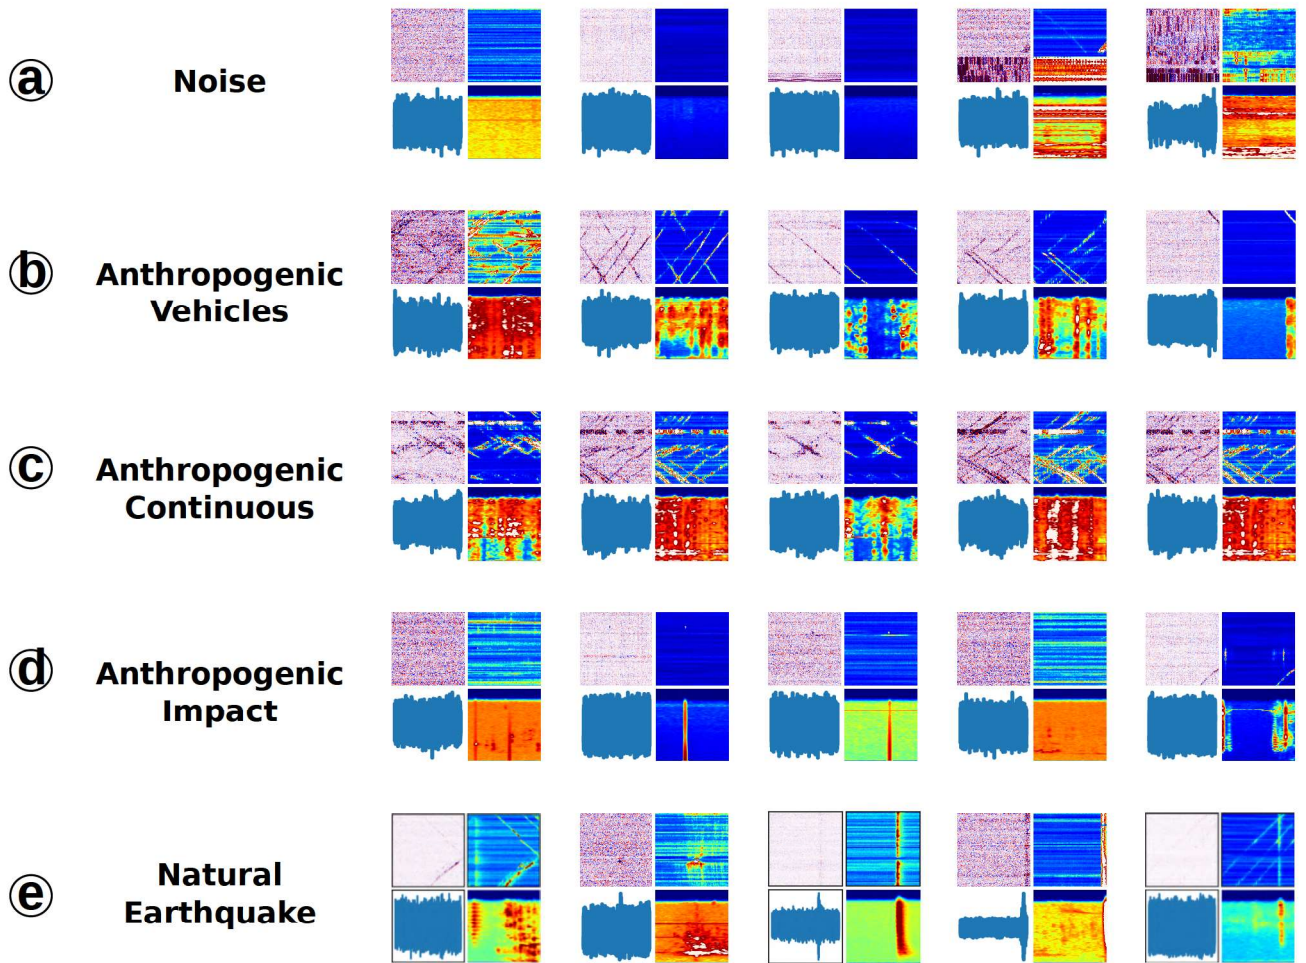 ⓐ Noise
ⓑ Anthropogenic
Vehicles
ⓒ Anthropogenic
Continuous
ⓓ Anthropogenic
Impact
ⓔ Natural
Earthquake